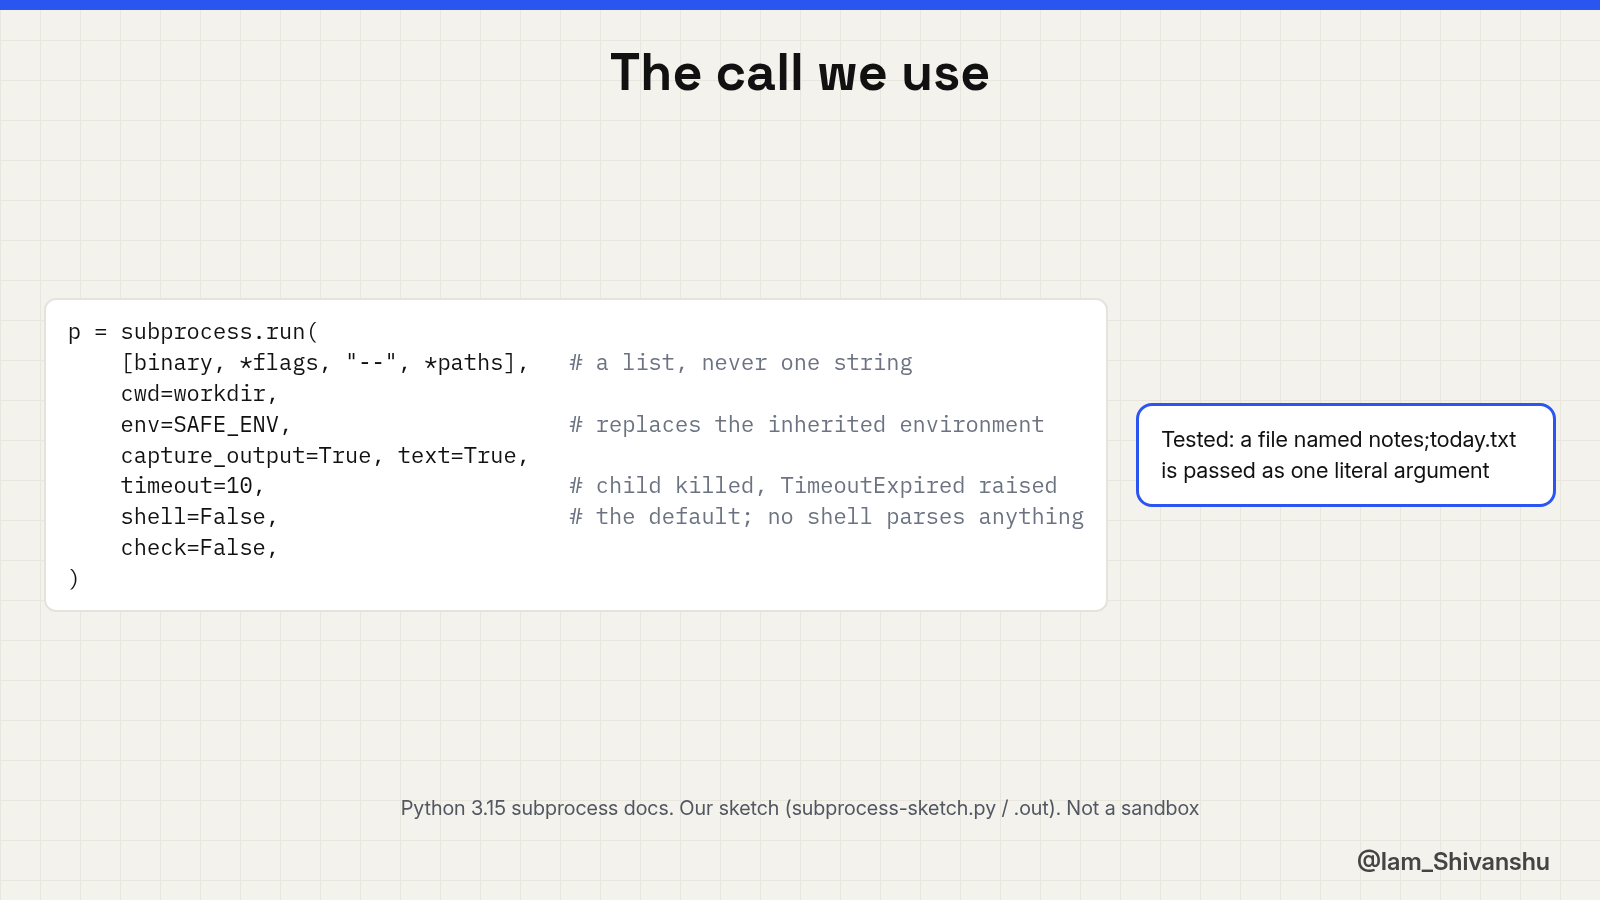 The call we use
p = subprocess.run(
    [binary, *flags, "--", *paths],   # a list, never one string
    cwd=workdir,
    env=SAFE_ENV,                     # replaces the inherited environment
    capture_output=True, text=True,
    timeout=10,                       # child killed, TimeoutExpired raised
    shell=False,                      # the default; no shell parses anything
    check=False,
)
Tested: a file named notes;today.txt
is passed as one literal argument
Python 3.15 subprocess docs. Our sketch (subprocess-sketch.py / .out). Not a sandbox
@Iam_Shivanshu